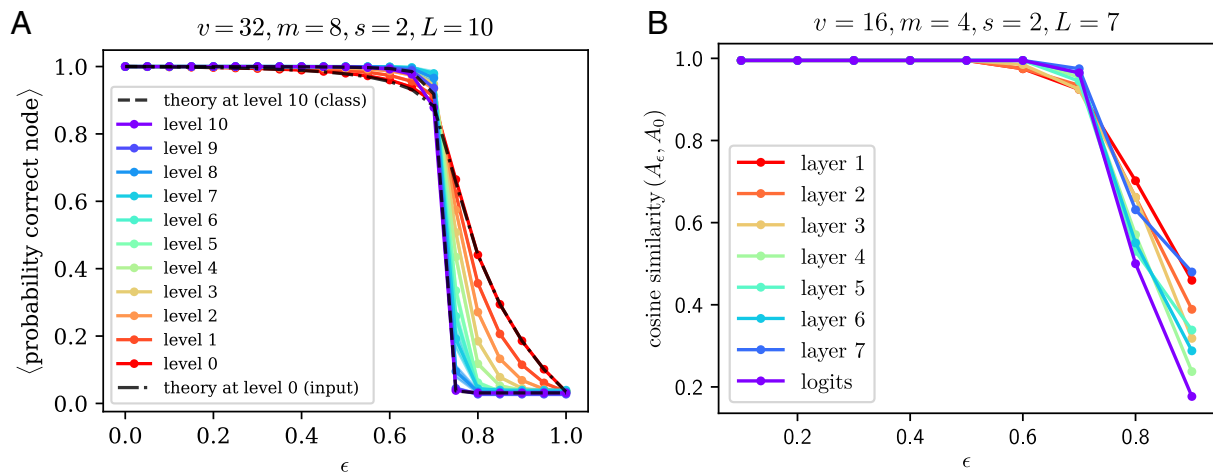 A
v = 32, m = 8, s = 2, L = 10
⟨probability correct node⟩
1.0
0.8
0.6
0.4
0.2
0.0
theory at level 10 (class)
level 10
level 9
level 8
level 7
level 6
level 5
level 4
level 3
level 2
level 1
level 0
theory at level 0 (input)
0.0 0.2 0.4 0.6 0.8 1.0
ϵ
B
v = 16, m = 4, s = 2, L = 7
cosine similarity (A_ϵ, A_0)
1.0
0.8
0.6
0.4
0.2
layer 1
layer 2
layer 3
layer 4
layer 5
layer 6
layer 7
logits
0.2 0.4 0.6 0.8
ϵ